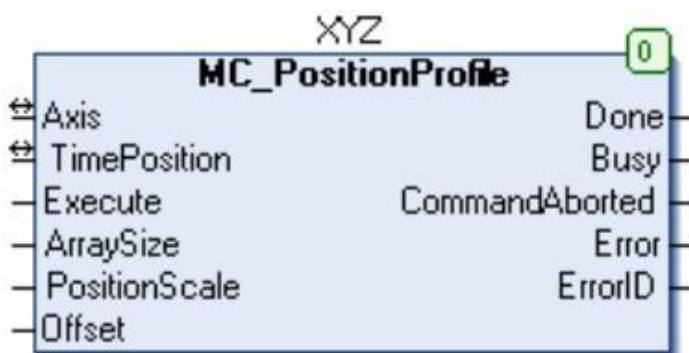 XYZ
0
MC_PositionProfile
Axis Done
TimePosition Busy
Execute CommandAborted
ArraySize Error
PositionScale ErrorID
Offset